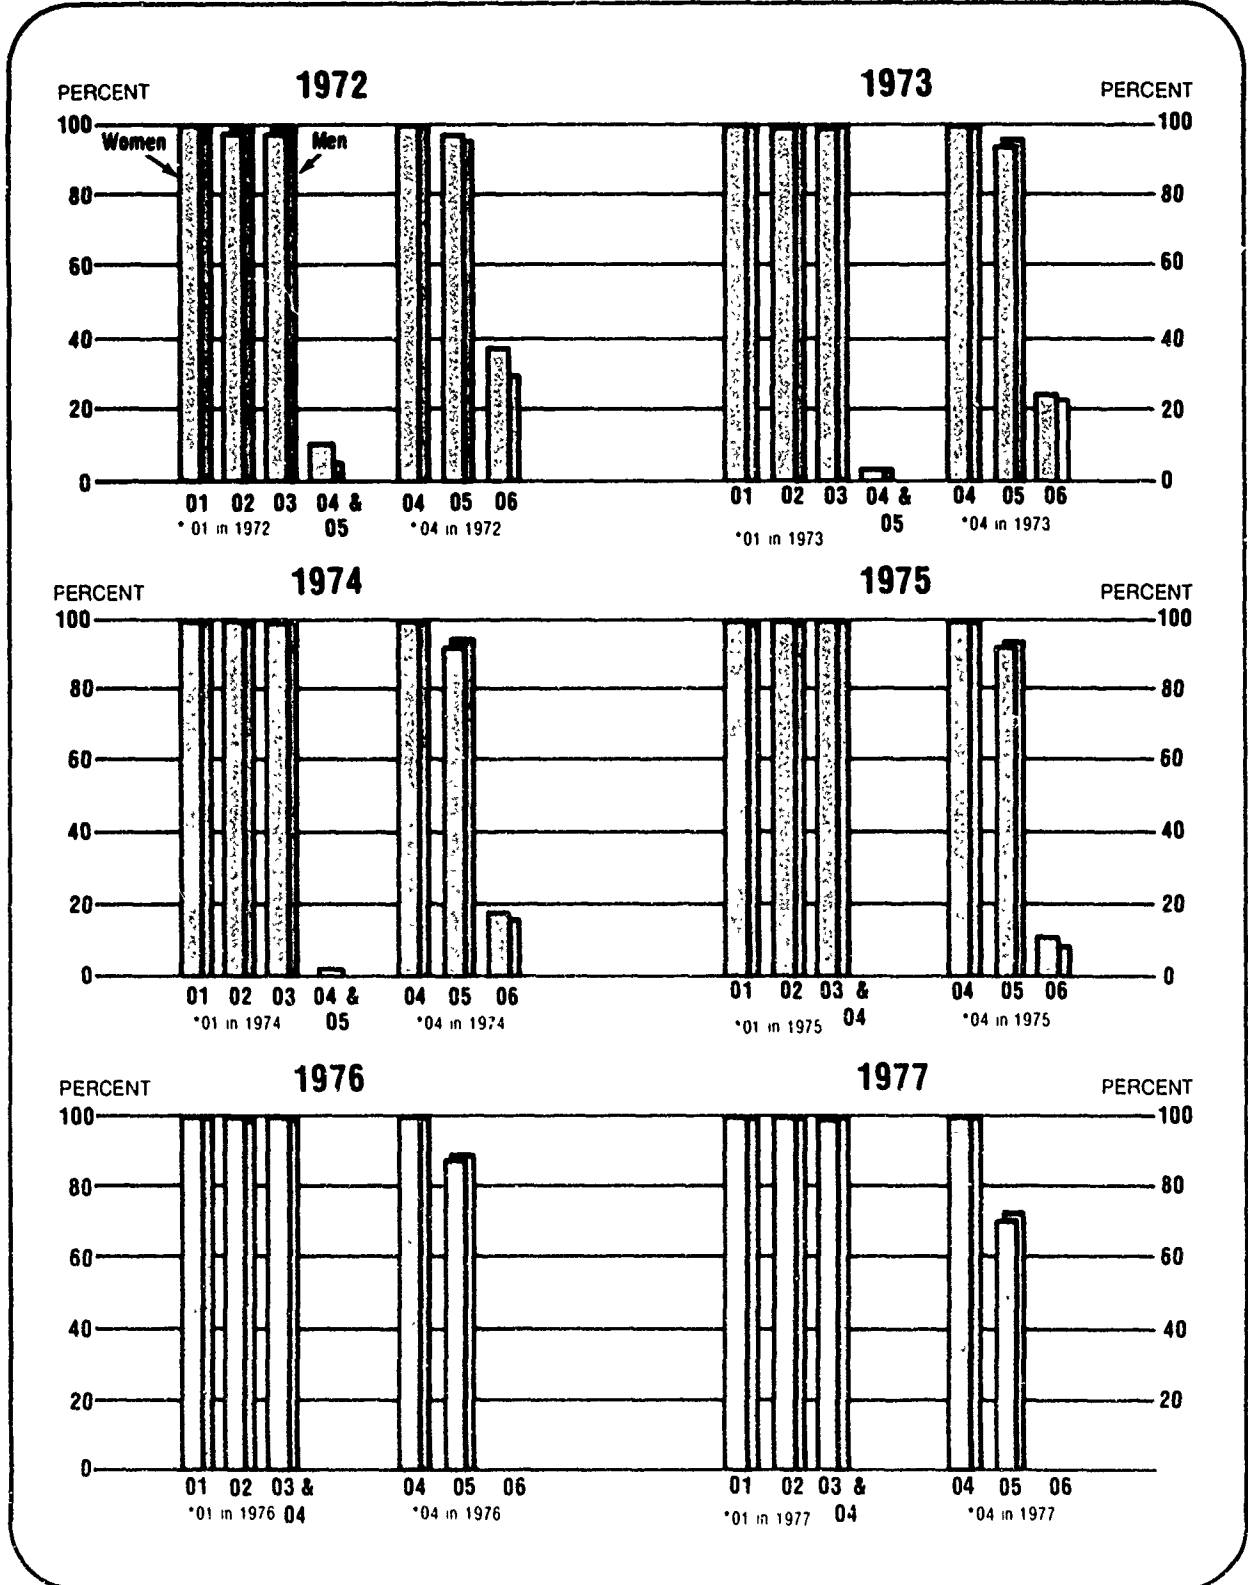 1972 1973
PERCENT PERCENT
100 100
Women Men
80 80
60 60
40 40
20 20
0 0
01 02 03 04 & 04 05 06 01 02 03 04 & 04 05 06
05 05
*01 in 1972 *04 in 1972 *01 in 1973 *04 in 1973
1974 1975
PERCENT PERCENT
100 100
80 80
60 60
40 40
20 20
0 0
01 02 03 04 & 04 05 06 01 02 03 & 04 05 06
05 04
*01 in 1974 *04 in 1974 *01 in 1975 *04 in 1975
1976 1977
PERCENT PERCENT
100 100
80 80
60 60
40 40
20 20
0
01 02 03 & 04 05 06 01 02 03 & 04 05 06
*01 in 1976 04 *04 in 1976 *01 in 1977 04 *04 in 1977